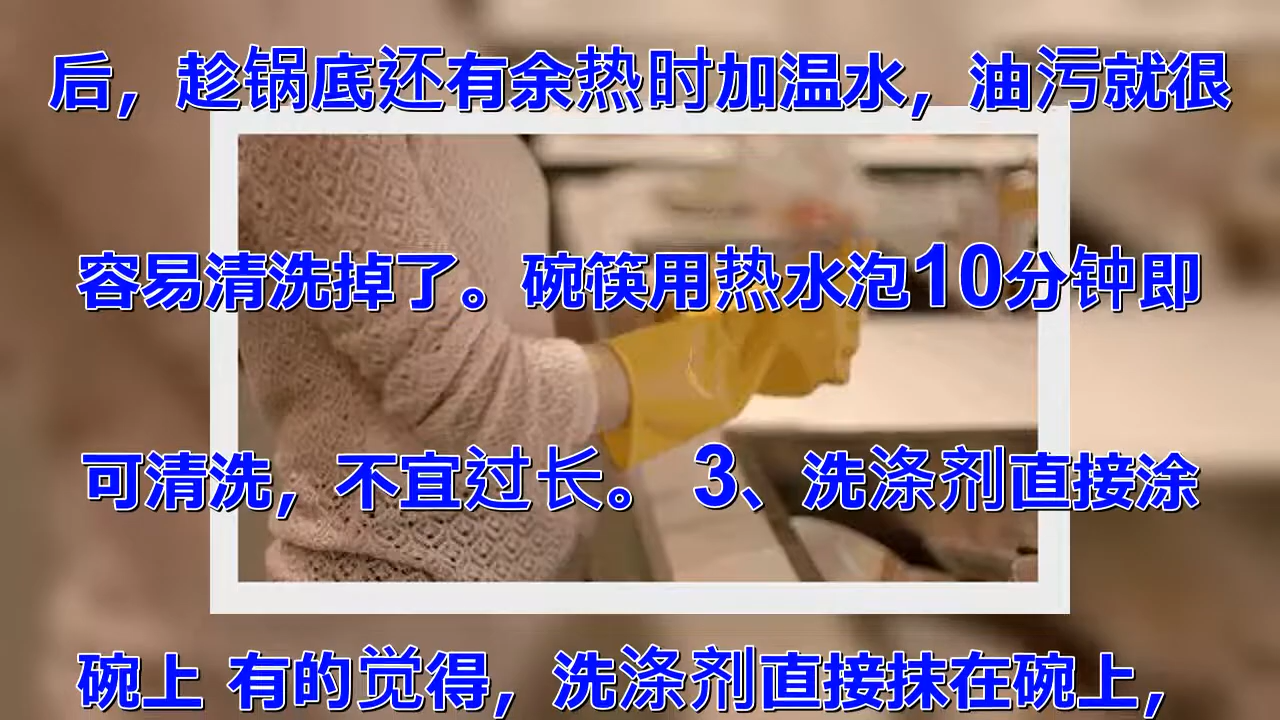 后，趁锅底还有余热时加温水，油污就很
容易清洗掉了。碗筷用热水泡10分钟即
可清洗，不宜过长。 3、洗涤剂直接涂
碗上 有的觉得，洗涤剂直接抹在碗上，